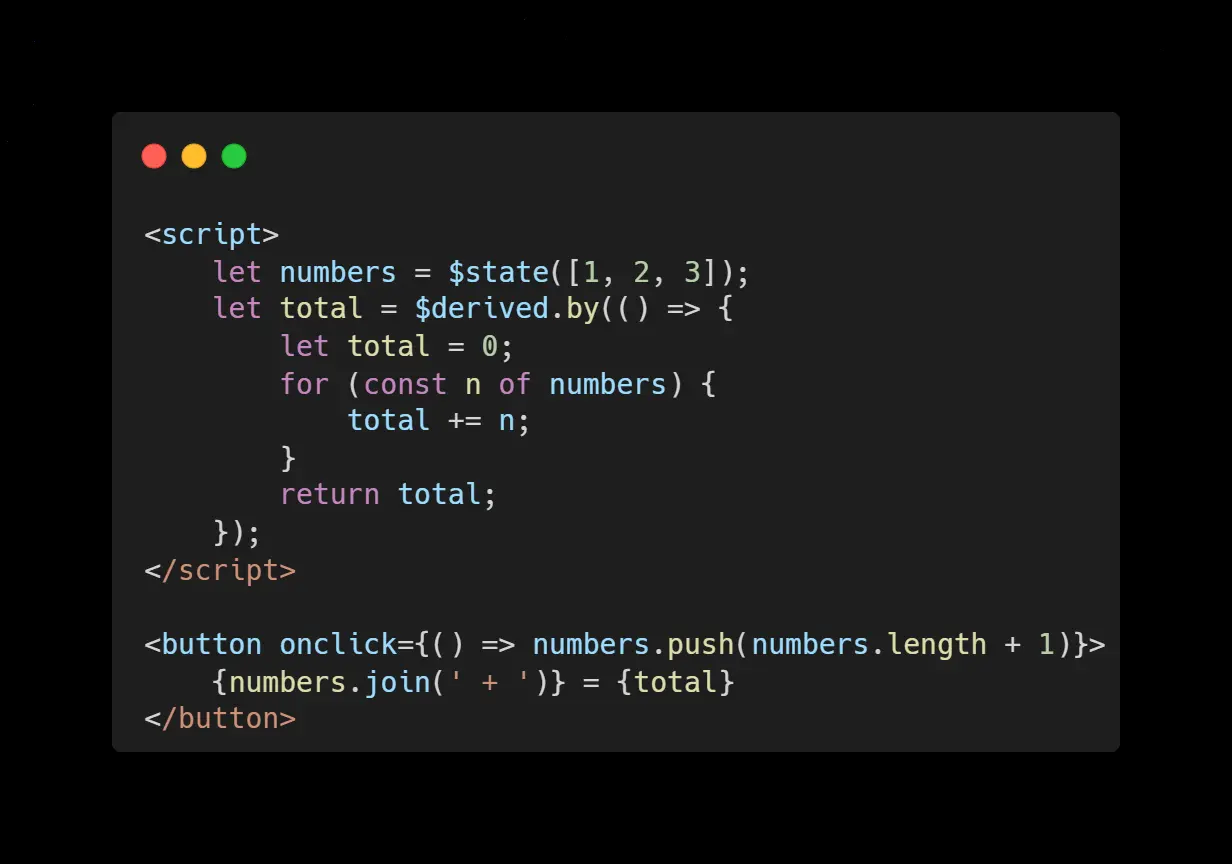 <script>
    let numbers = $state([1, 2, 3]);
    let total = $derived.by(() => {
        let total = 0;
        for (const n of numbers) {
            total += n;
        }
        return total;
    });
</script>

<button onclick={() => numbers.push(numbers.length + 1)}>
    {numbers.join(' + ')} = {total}
</button>